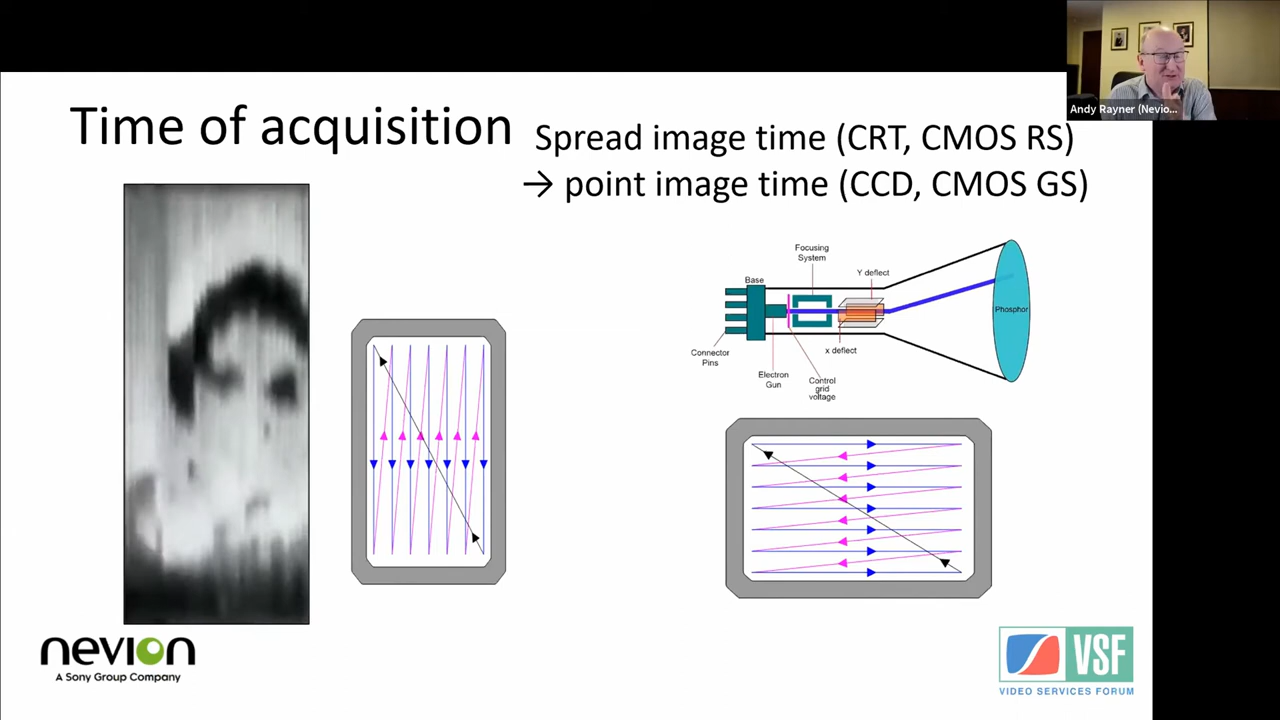 Andy Rayner (Nevio...
Time of acquisition
Spread image time (CRT, CMOS RS)
→ point image time (CCD, CMOS GS)
Focusing
System
Y deflect
Base
Phosphor
x deflect
Connector
Pins
Electron
Gun
Control
grid
voltage
nevion
A Sony Group Company
VSF
VIDEO SERVICES FORUM